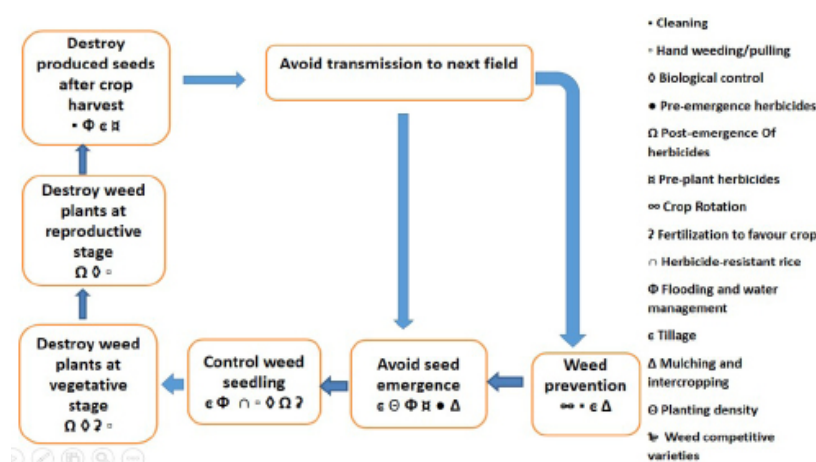 Destroy
produced seeds
after crop
harvest
• Φ ϵ ¤
Avoid transmission to next field
Destroy weed
plants at
reproductive
stage
Ω ◊ ▫
Destroy weed
plants at
vegetative
stage
Ω ◊ ʔ ▫
Control weed
seedling
ϵ Φ ∩ ▫ ◊ Ω ʔ
Avoid seed
emergence
ϵ Θ Φ ¤ ● Δ
Weed
prevention
∞ • ϵ Δ
• Cleaning
▫ Hand weeding/pulling
◊ Biological control
● Pre-emergence herbicides
Ω Post-emergence Of
herbicides
¤ Pre-plant herbicides
∞ Crop Rotation
ʔ Fertilization to favour crop
∩ Herbicide-resistant rice
Φ Flooding and water
management
ϵ Tillage
Δ Mulching and
intercropping
Θ Planting density
Weed competitive
varieties